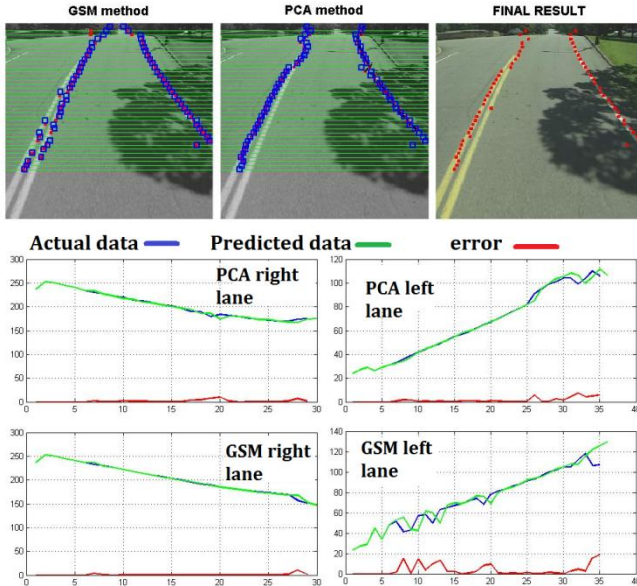 GSM method PCA method FINAL RESULT
Actual data Predicted data error
PCA right
lane
300
250
200
150
100
50
0
0 5 10 15 20 25 30
PCA left
lane
120
100
80
60
40
20
0
0 5 10 15 20 25 30 35 40
GSM right
lane
300
250
200
150
100
50
0
0 5 10 15 20 25 30
GSM left
lane
140
120
100
80
60
40
20
0
0 5 10 15 20 25 30 35 40